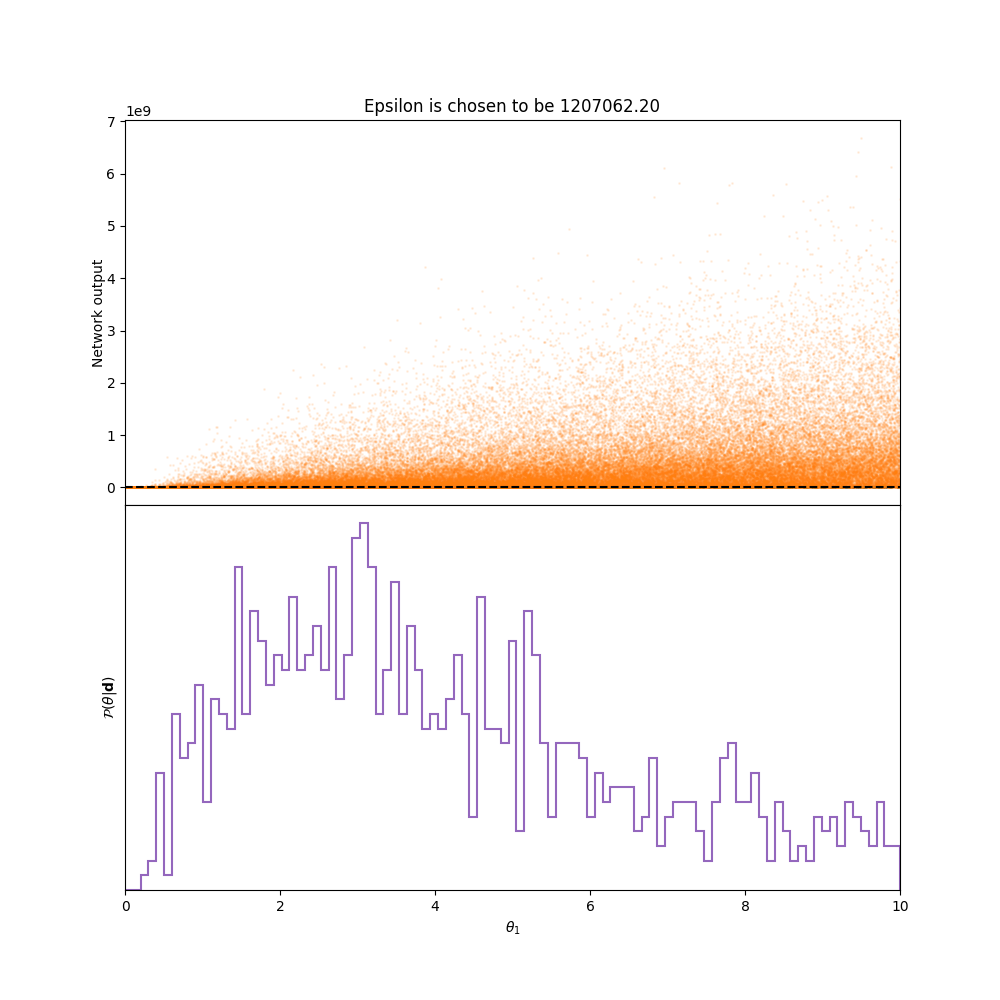 Epsilon is chosen to be 1207062.20
1e9
7
6
5
4
3
2
1
0
Network output
𝒫(θ|𝐝)
0 2 4 6 8 10
θ₁